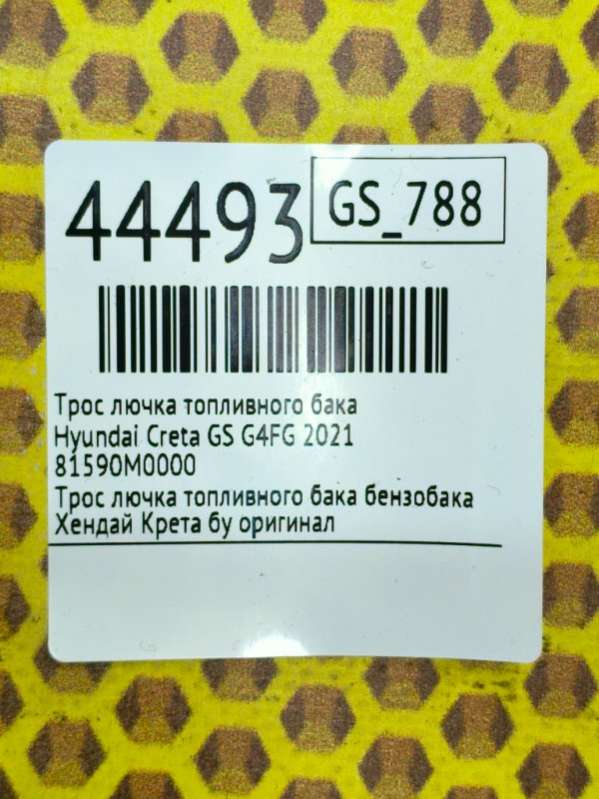 44493
GS_788
Трос лючка топливного бака
Hyundai Creta GS G4FG 2021
81590M0000
Трос лючка топливного бака бензобака
Хендай Крета бу оригинал